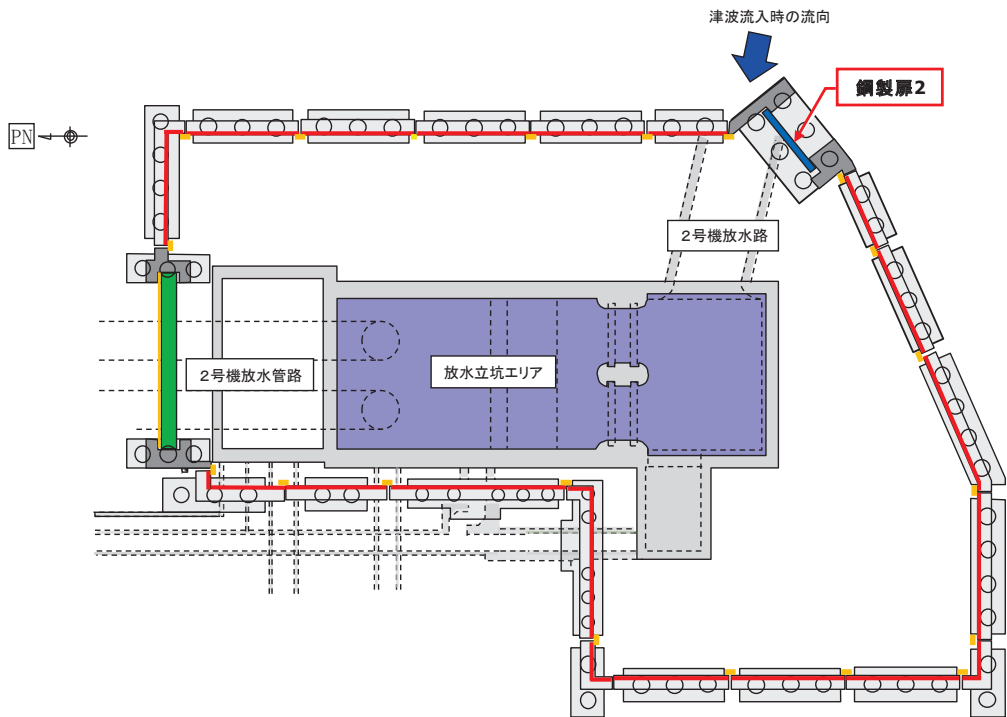 津波流入時の流向
鋼製扉2
PN
2号機放水路
2号機放水管路
放水立坑エリア